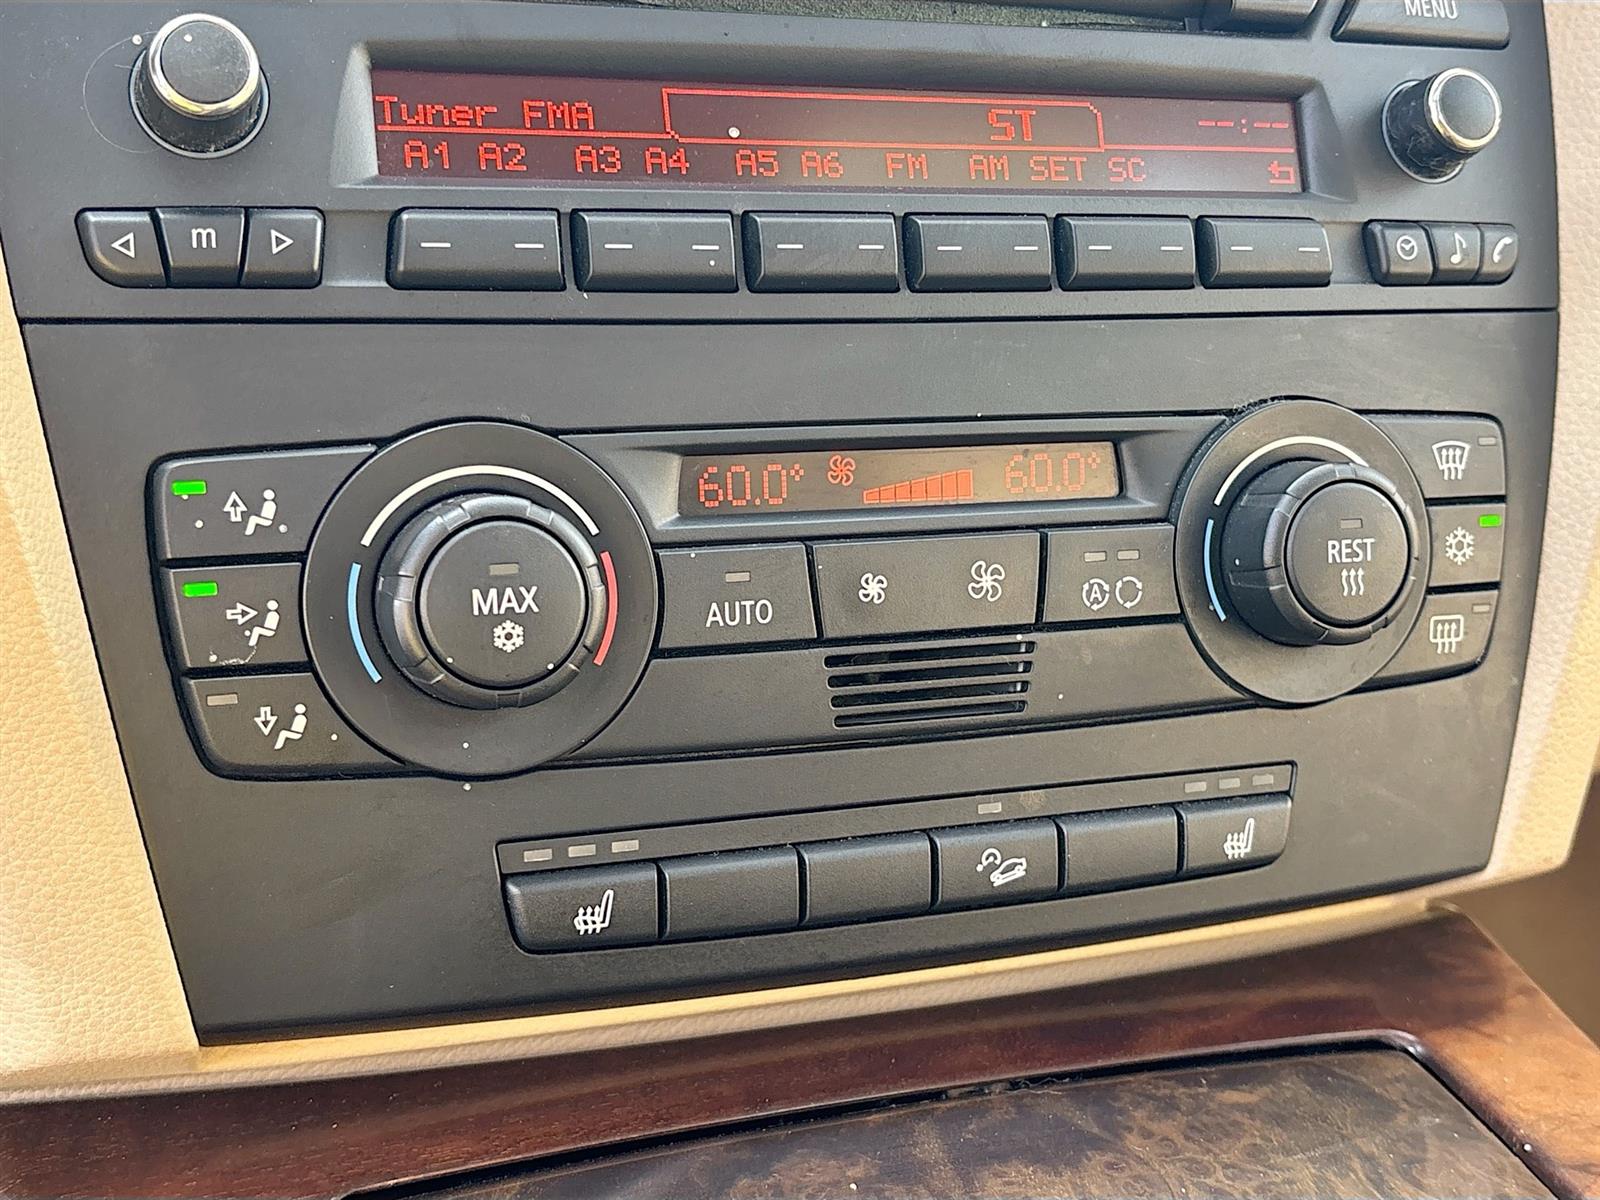 MENU
Tuner FMA ST --:--
A1 A2 A3 A4 A5 A6 FM AM SET SC
m
60.0° 60.0°
MAX
AUTO
A
REST